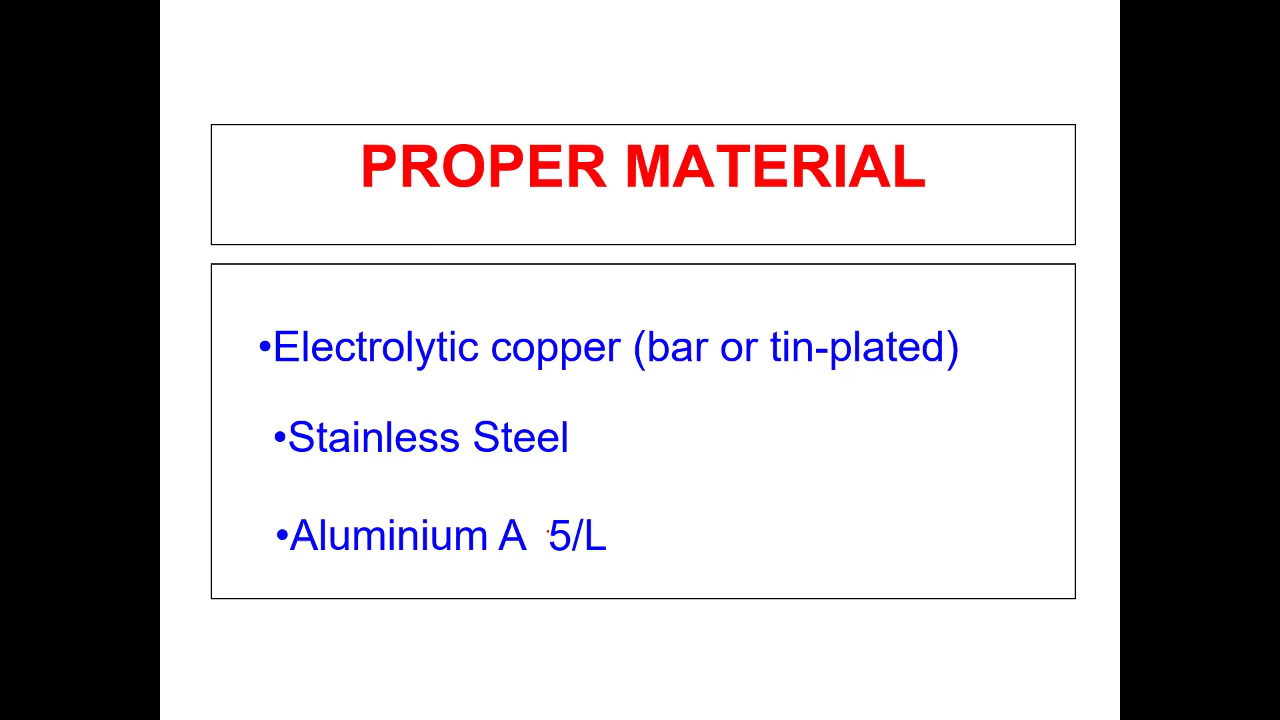 PROPER MATERIAL
•Electrolytic copper (bar or tin-plated)
•Stainless Steel
•Aluminium A 5/L